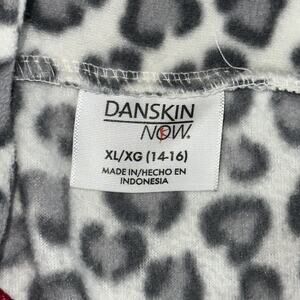 DANSKIN
NOW.
XL/XG (14-16)
MADE IN/HECHO EN
INDONESIA